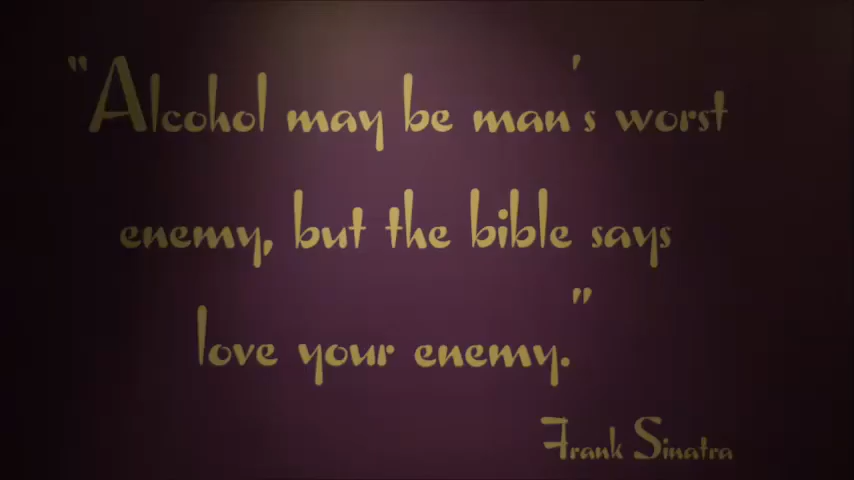 "Alcohol may be man's worst
enemy, but the bible says
love your enemy."
Frank Sinatra